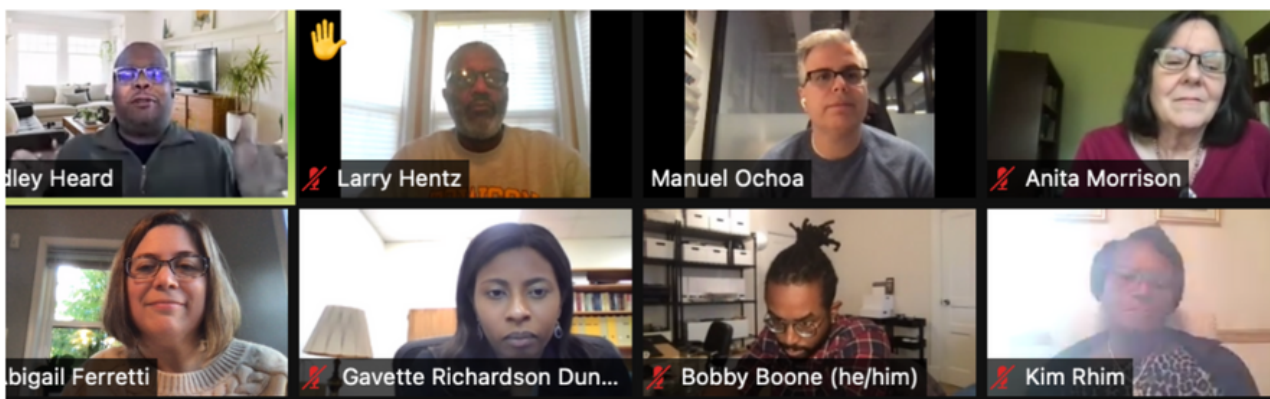 dley Heard
Larry Hentz
Manuel Ochoa
Anita Morrison
bigail Ferretti
Gavette Richardson Dun...
Bobby Boone (he/him)
Kim Rhim